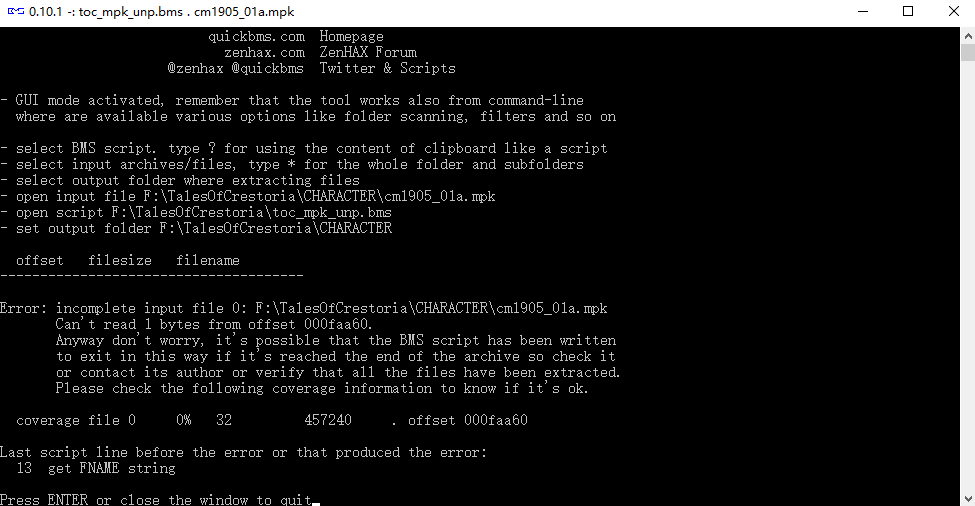 0.10.1 -: toc_mpk_unp.bms . cm1905_01a.mpk
quickbms.com  Homepage
zenhax.com  ZenHAX Forum
@zenhax @quickbms  Twitter & Scripts
- GUI mode activated, remember that the tool works also from command-line
where are available various options like folder scanning, filters and so on
- select BMS script. type ? for using the content of clipboard like a script
- select input archives/files, type * for the whole folder and subfolders
- select output folder where extracting files
- open input file F:\TalesOfCrestoria\CHARACTER\cm1905_01a.mpk
- open script F:\TalesOfCrestoria\toc_mpk_unp.bms
- set output folder F:\TalesOfCrestoria\CHARACTER
offset   filesize   filename
--------------------------------------
Error: incomplete input file 0: F:\TalesOfCrestoria\CHARACTER\cm1905_01a.mpk
Can't read 1 bytes from offset 000faa60.
Anyway don't worry, it's possible that the BMS script has been written
to exit in this way if it's reached the end of the archive so check it
or contact its author or verify that all the files have been extracted.
Please check the following coverage information to know if it's ok.
coverage file 0     0%   32         457240     . offset 000faa60
Last script line before the error or that produced the error:
13  get FNAME string
Press ENTER or close the window to quit